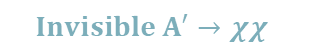 Invisible A′ → χχ